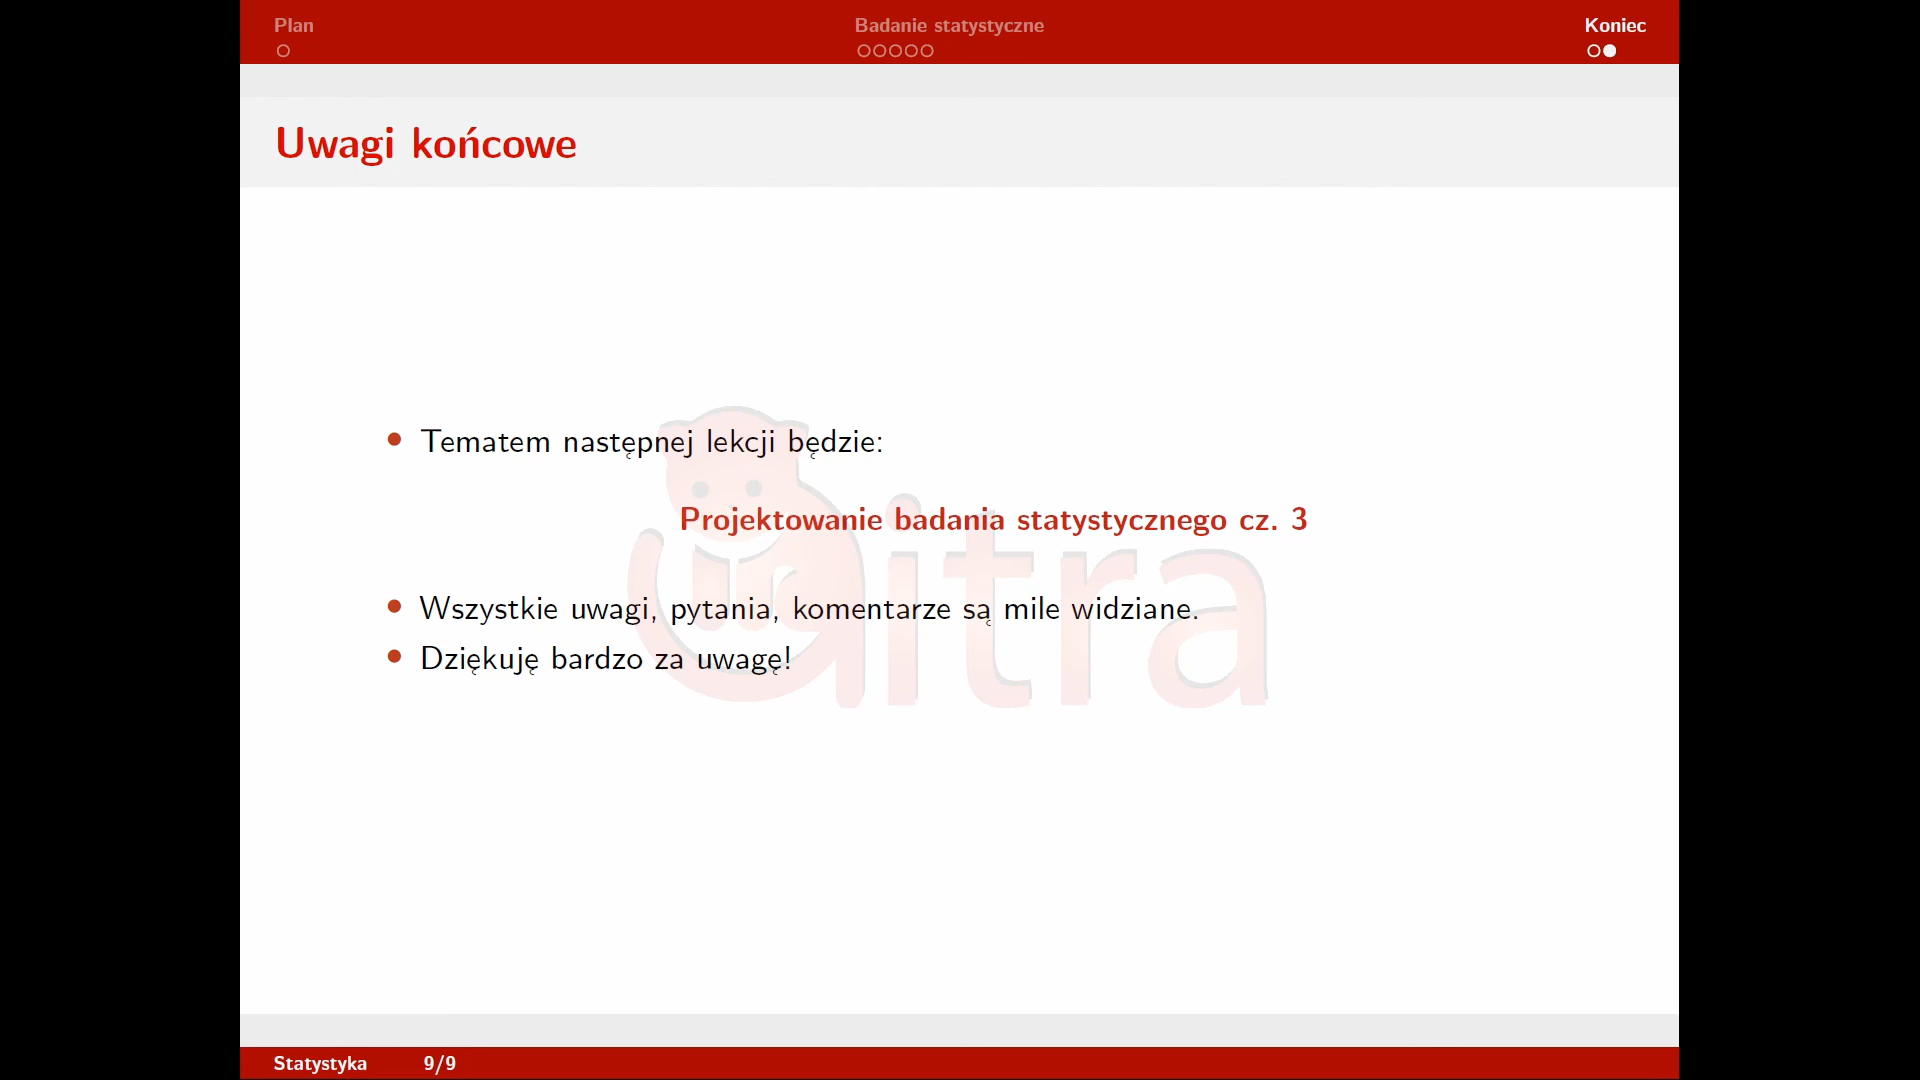 Plan
Badanie statystyczne
Koniec
Uwagi końcowe
Tematem następnej lekcji będzie:
Projektowanie badania statystycznego cz. 3
Wszystkie uwagi, pytania, komentarze są mile widziane.
Dziękuję bardzo za uwagę!
itra
Statystyka 9/9